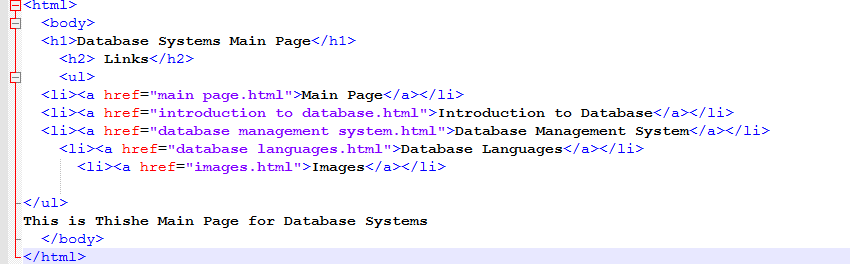 <html>
<body>
<h1>Database Systems Main Page</h1>
<h2> Links</h2>
<ul>
<li><a href="main page.html">Main Page</a></li>
<li><a href="introduction to database.html">Introduction to Database</a></li>
<li><a href="database management system.html">Database Management System</a></li>
<li><a href="database languages.html">Database Languages</a></li>
<li><a href="images.html">Images</a></li>
</ul>
This is Thishe Main Page for Database Systems
</body>
</html>